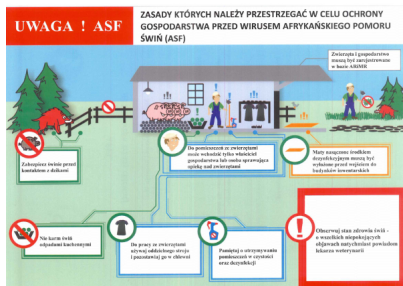 UWAGA ! ASF
ZASADY KTÓRYCH NALEŻY PRZESTRZEGAĆ W CELU OCHRONY
GOSPODARSTWA PRZED WIRUSEM AFRYKAŃSKIEGO POMORU
ŚWIŃ (ASF)
Zwierzęta i gospodarstwo
muszą być zarejestrowane
w biurze ARiMR
Zabezpiecz świnie przed
kontaktem z dzikami
Do pomieszczeń ze zwierzętami
może wchodzić tylko właściciel
gospodarstwa lub osoba sprawująca
opiekę nad zwierzętami
Maty nasączone środkiem
dezynfekcyjnym muszą być
wyłożone przed wejściem do
budynków inwentarskich
Nie karm świń
odpadami kuchennymi
Do pracy ze zwierzętami
używaj oddzielnego stroju
i pozostawiaj go w chlewni
Pamiętaj o utrzymywaniu
pomieszczeń w czystości
oraz dezynfekcji
Obserwuj stan zdrowia świń -
o wszelkich niepokojących
objawach natychmiast powiadom
lekarza weterynarii